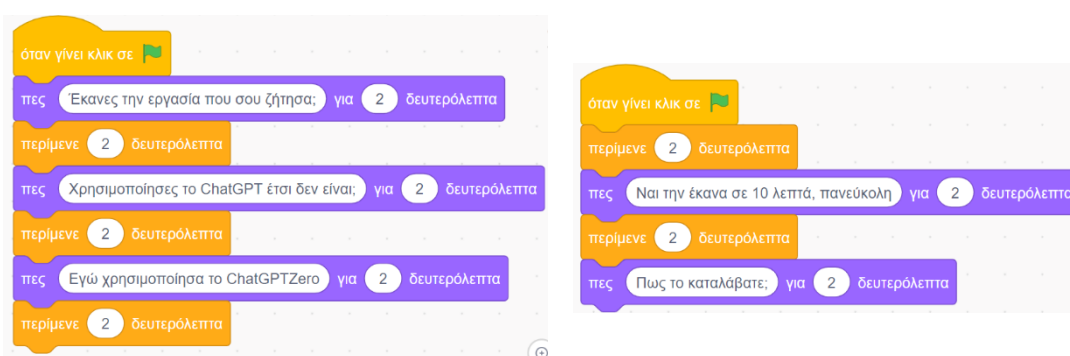 όταν γίνει κλικ σε
πες Έκανες την εργασία που σου ζήτησα; για 2 δευτερόλεπτα
περίμενε 2 δευτερόλεπτα
πες Χρησιμοποίησες το ChatGPT έτσι δεν είναι; για 2 δευτερόλεπτα
περίμενε 2 δευτερόλεπτα
πες Εγώ χρησιμοποίησα το ChatGPTZero για 2 δευτερόλεπτα
περίμενε 2 δευτερόλεπτα
όταν γίνει κλικ σε
περίμενε 2 δευτερόλεπτα
πες Ναι την έκανα σε 10 λεπτά, πανεύκολη για 2 δευτερόλεπτα
περίμενε 2 δευτερόλεπτα
πες Πως το καταλάβατε; για 2 δευτερόλεπτα